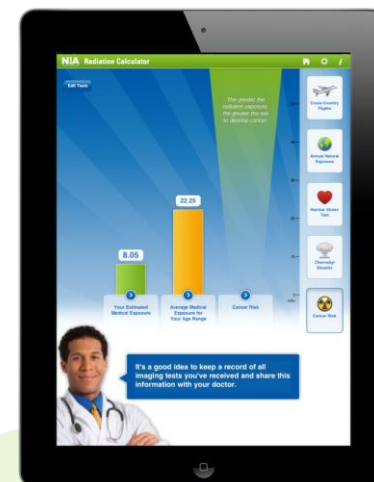 NIA Radiation Calculator
Edit Tests
The greater the
radiation exposure
the greater the risk
to develop cancer
Cross-Country
Flights
Annual Natural
Exposure
22.25
Nuclear Stress
Test
8.05
Chernobyl
Disaster
Your Estimated
Medical Exposure
Average Medical
Exposure for
Your Age Range
Cancer Risk
Cancer Risk
It's a good idea to keep a record of all
imaging tests you've received and share this
information with your doctor.